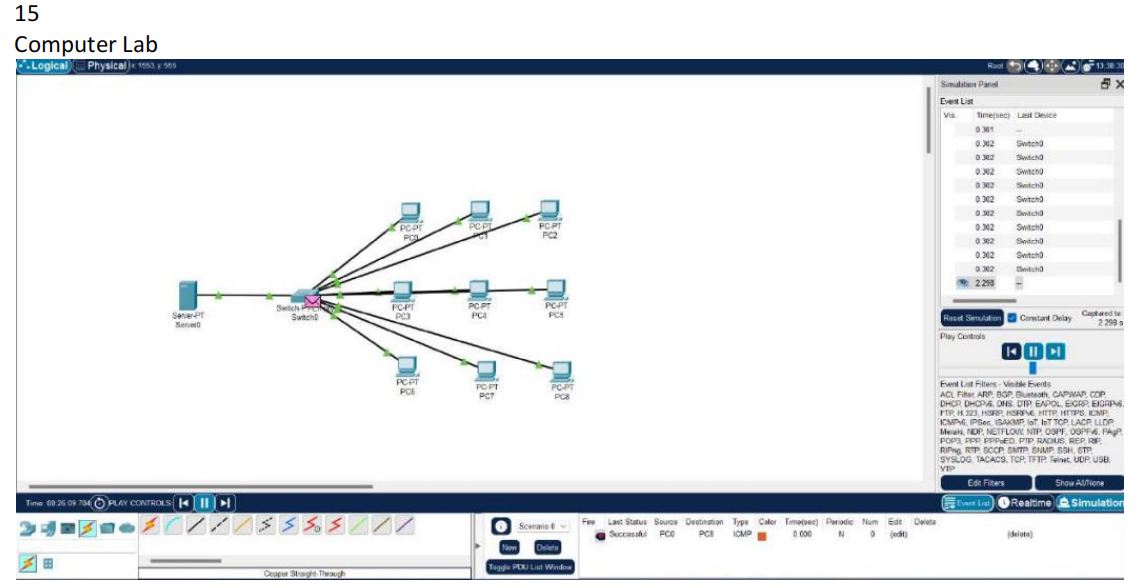 15
Computer Lab
Logical Physical x: 1553, y: 555 Root 13:38:30
Simulation Panel
Event List
Vis. Time(sec) Last Device
0.301 --
0.302 Switch0
0.302 Switch0
0.302 Switch0
0.302 Switch0
0.302 Switch0
0.302 Switch0
0.302 Switch0
0.302 Switch0
0.302 Switch0
0.302 Switch0
2.298 --
Reset Simulation Constant Delay Captured to:
2.298 s
Play Controls
Event List Filters - Visible Events
ACL Filter, ARP, BGP, Bluetooth, CAPWAP, CDP,
DHCP, DHCPv6, DNS, DTP, EAPOL, EIGRP, EIGRPv6,
FTP, H.323, HSRP, HSRPv6, HTTP, HTTPS, ICMP,
ICMPv6, IPSec, ISAKMP, IoT, IoT TCP, LACP, LLDP,
Meraki, NDP, NETFLOW, NTP, OSPF, OSPFv6, PAgP,
POP3, PPP, PPPoED, PTP, RADIUS, REP, RIP,
RIPng, RTP, SCCP, SMTP, SNMP, SSH, STP,
SYSLOG, TACACS, TCP, TFTP, Telnet, UDP, USB,
VTP
Edit Filters Show All/None
PC-PT
PC0
PC-PT
PC1
PC-PT
PC2
Server-PT
Server0
Switch0
PC-PT
PC3
PC-PT
PC4
PC-PT
PC5
PC-PT
PC6
PC-PT
PC7
PC-PT
PC8
Time: 00:26:09.704 PLAY CONTROLS Event List Realtime Simulation
Scenario 0
New Delete
Toggle PDU List Window
Fire Last Status Source Destination Type Color Time(sec) Periodic Num Edit Delete
Successful PC0 PC8 ICMP 0.000 N 0 (edit) (delete)
Copper Straight-Through